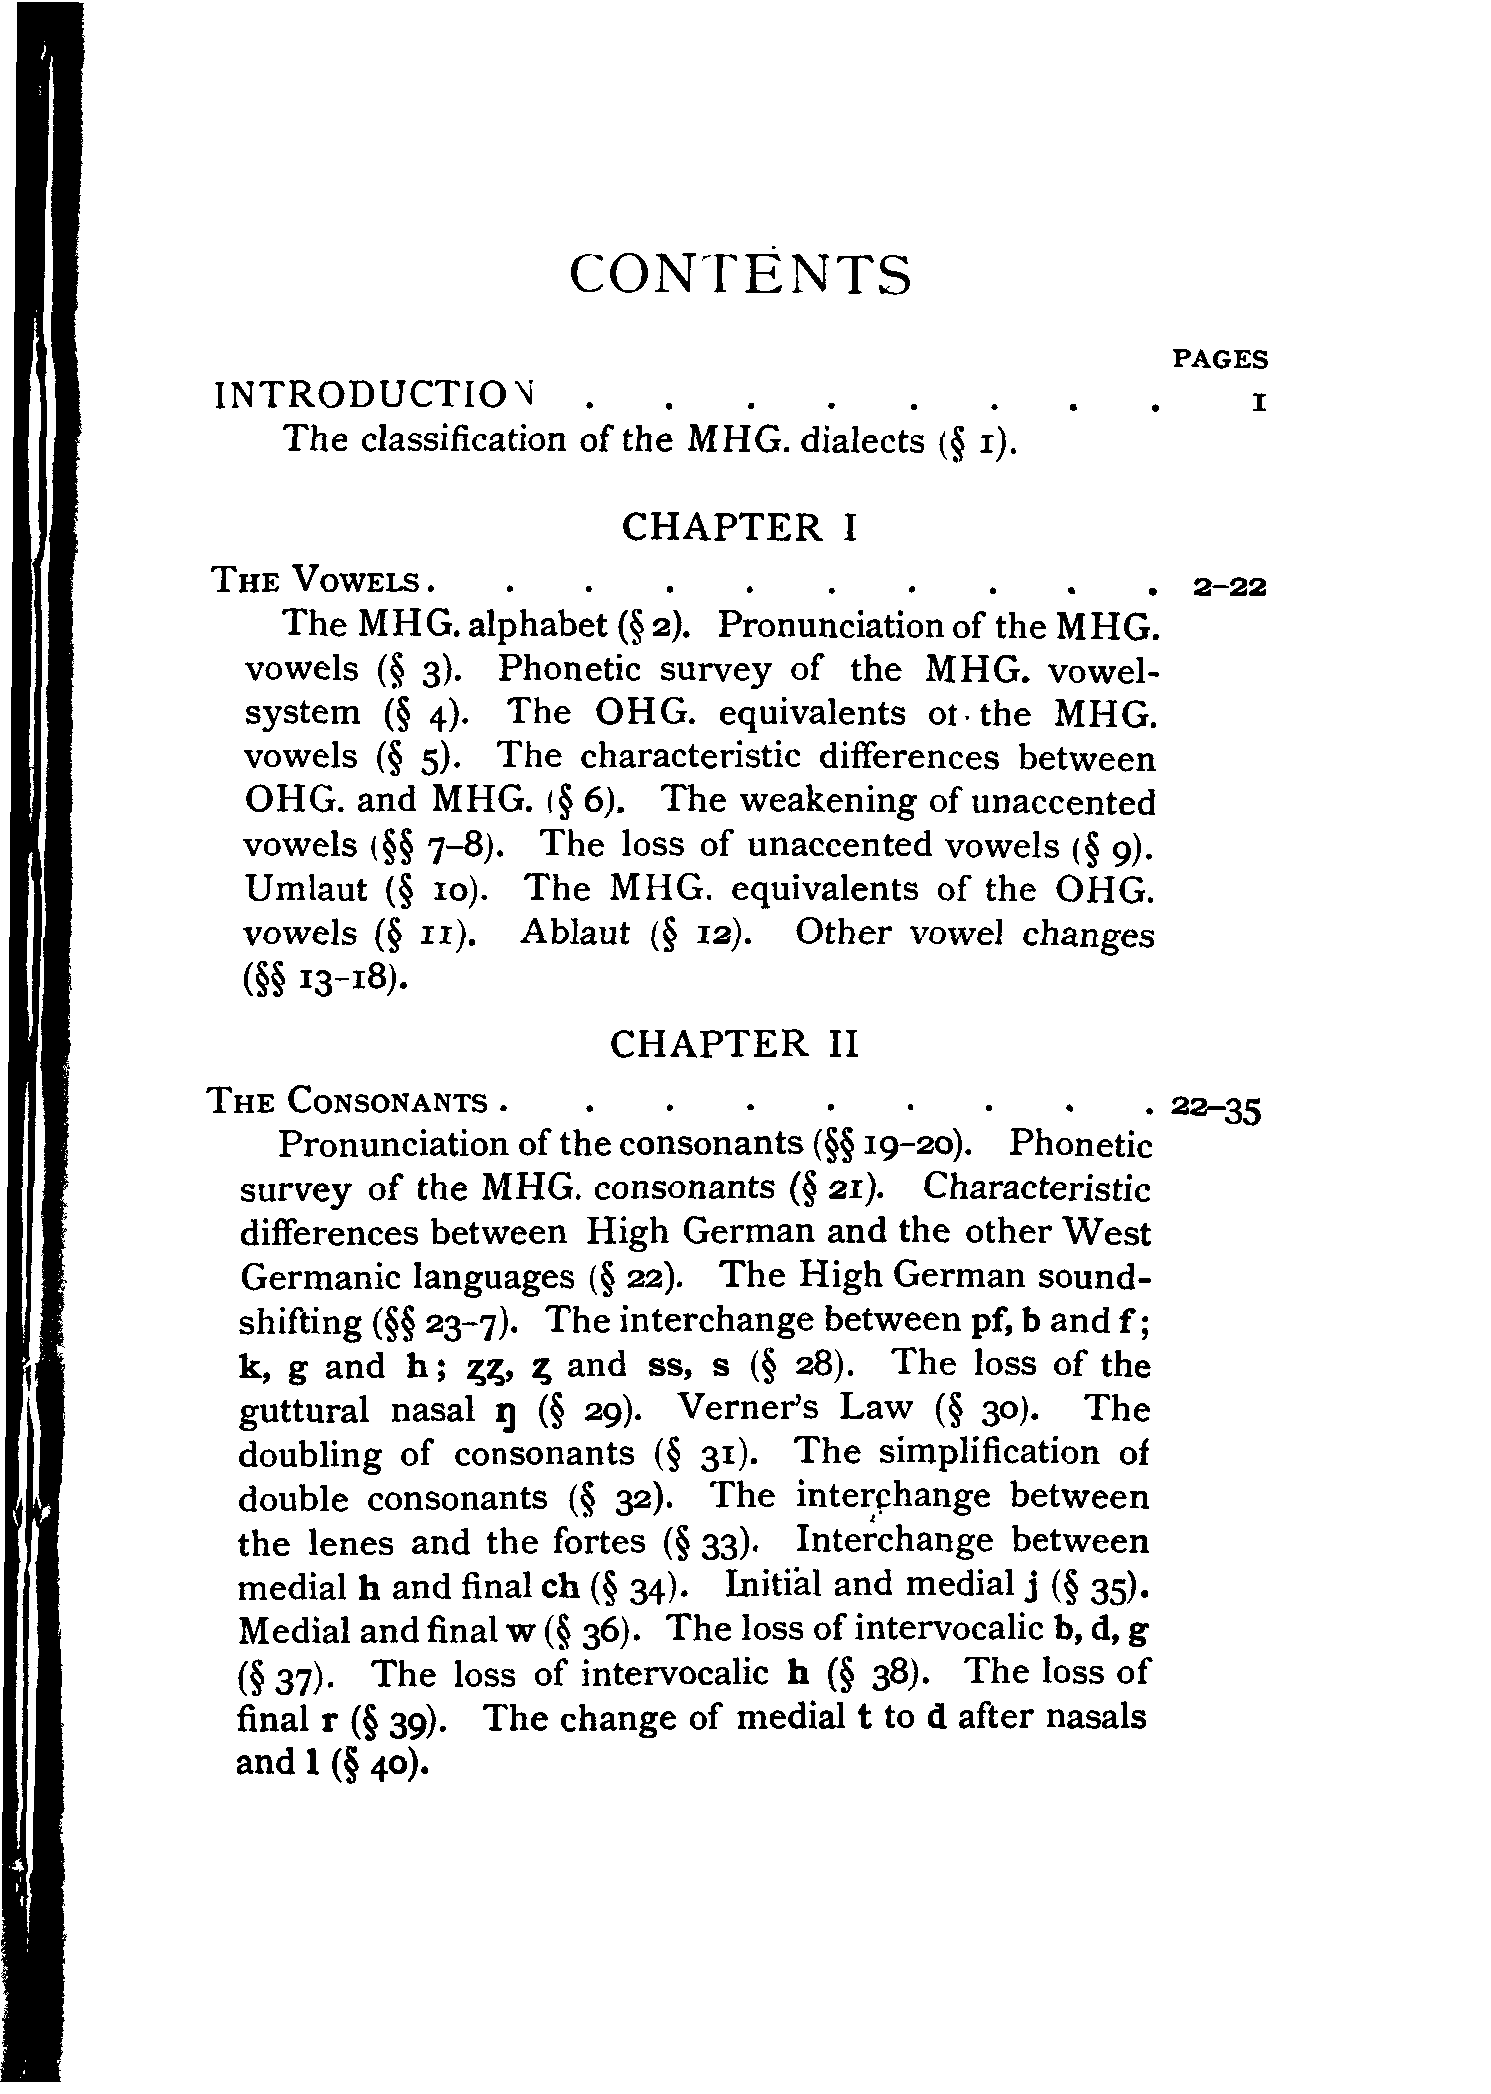 CONTENTS
PAGES
INTRODUCTION . . . . . . . . 1
The classification of the MHG. dialects (§ 1).
CHAPTER I
THE VOWELS . . . . . . . . . . 2–22
The MHG. alphabet (§ 2). Pronunciation of the MHG.
vowels (§ 3). Phonetic survey of the MHG. vowel-
system (§ 4). The OHG. equivalents of the MHG.
vowels (§ 5). The characteristic differences between
OHG. and MHG. (§ 6). The weakening of unaccented
vowels (§§ 7–8). The loss of unaccented vowels (§ 9).
Umlaut (§ 10). The MHG. equivalents of the OHG.
vowels (§ 11). Ablaut (§ 12). Other vowel changes
(§§ 13–18).
CHAPTER II
THE CONSONANTS . . . . . . . . . 22–35
Pronunciation of the consonants (§§ 19–20). Phonetic
survey of the MHG. consonants (§ 21). Characteristic
differences between High German and the other West
Germanic languages (§ 22). The High German sound-
shifting (§§ 23–7). The interchange between pf, b and f;
k, g and h; ȥȥ, ȥ and ss, s (§ 28). The loss of the
guttural nasal ŋ (§ 29). Verner's Law (§ 30). The
doubling of consonants (§ 31). The simplification of
double consonants (§ 32). The interchange between
the lenes and the fortes (§ 33). Interchange between
medial h and final ch (§ 34). Initial and medial j (§ 35).
Medial and final w (§ 36). The loss of intervocalic b, d, g
(§ 37). The loss of intervocalic h (§ 38). The loss of
final r (§ 39). The change of medial t to d after nasals
and l (§ 40).